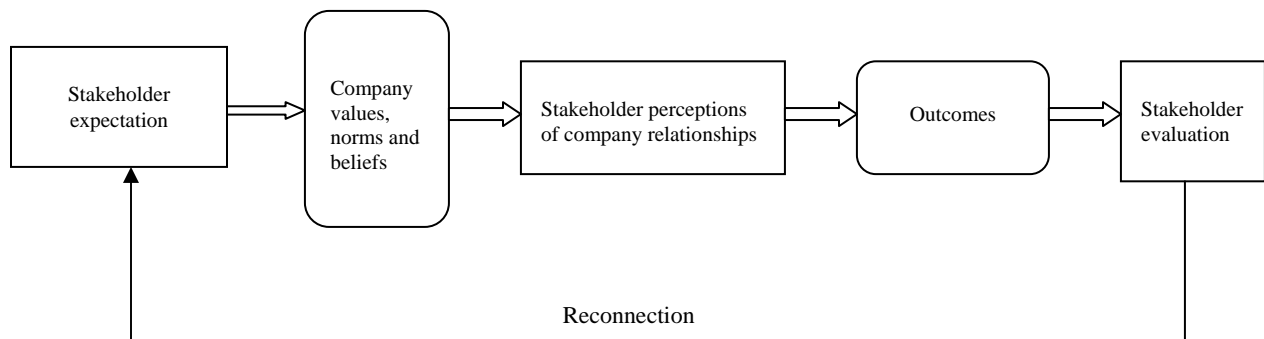 Stakeholder
expectation
Company
values,
norms and
beliefs
Stakeholder perceptions
of company relationships
Outcomes
Stakeholder
evaluation
Reconnection